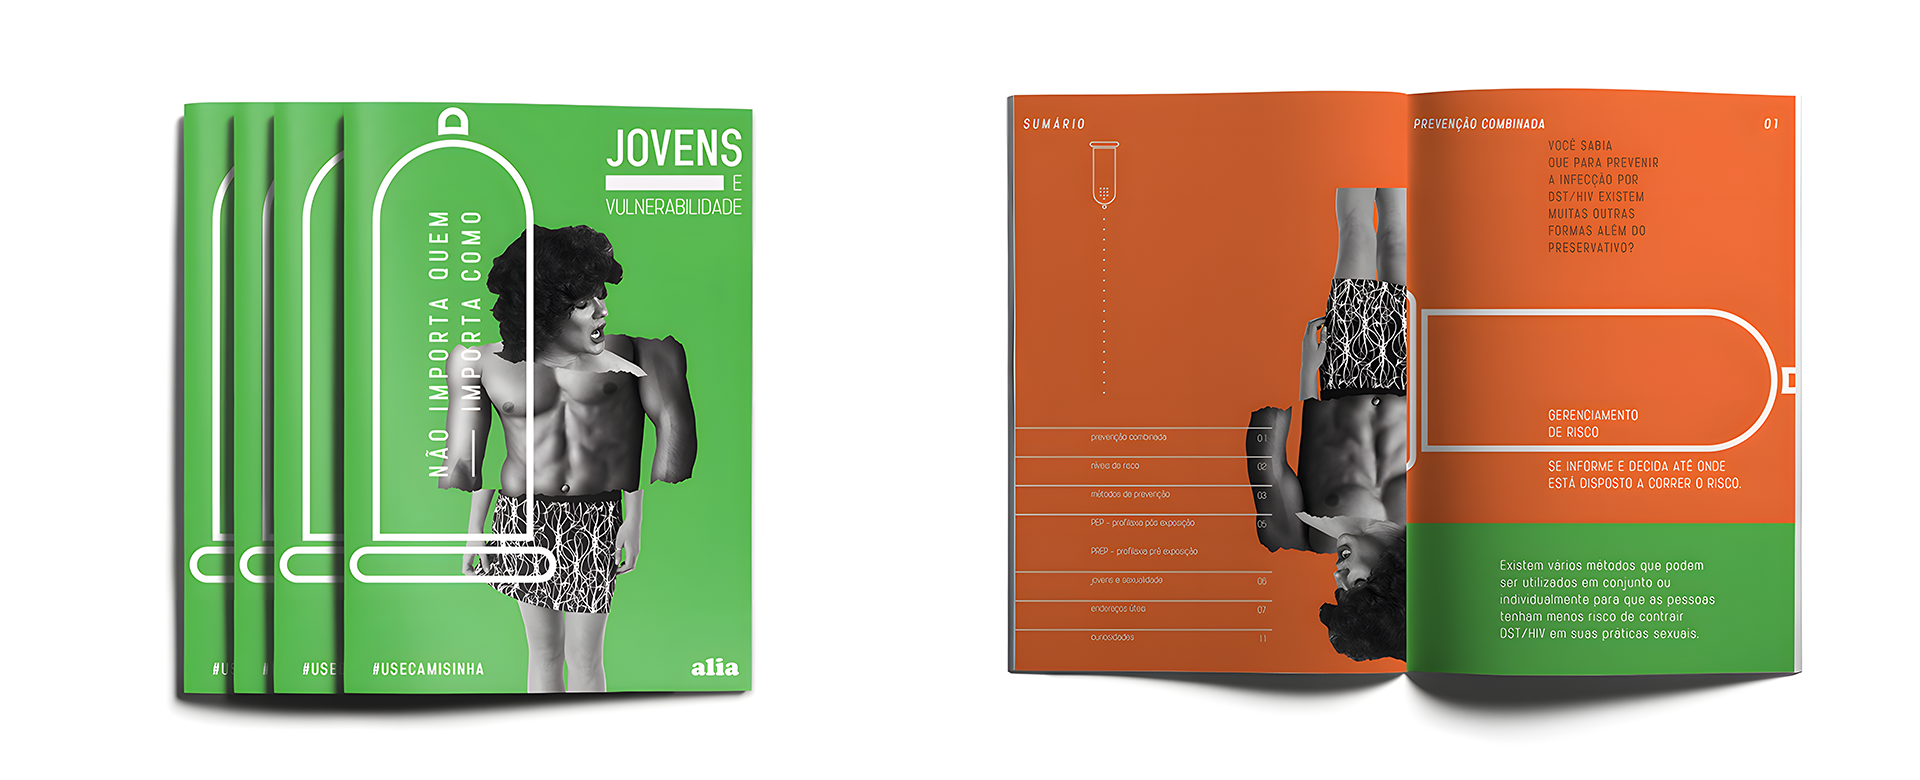 JOVENS
E
VULNERABILIDADE
NÃO IMPORTA QUEM
IMPORTA COMO
#USECAMISINHA
alia
#US
#
#USE
SUMÁRIO
prevenção combinada 01
níveis de risco 02
métodos de prevenção 03
PEP - profilaxia pós exposição 05
PREP - profilaxia pré exposição
jovens e sexualidade 06
endereços úteis 07
curiosidades 11
PREVENÇÃO COMBINADA 01
VOCÊ SABIA
QUE PARA PREVENIR
A INFECÇÃO POR
DST/HIV EXISTEM
MUITAS OUTRAS
FORMAS ALÉM DO
PRESERVATIVO?
GERENCIAMENTO
DE RISCO
SE INFORME E DECIDA ATÉ ONDE
ESTÁ DISPOSTO A CORRER O RISCO.
Existem vários métodos que podem
ser utilizados em conjunto ou
individualmente para que as pessoas
tenham menos risco de contrair
DST/HIV em suas práticas sexuais.